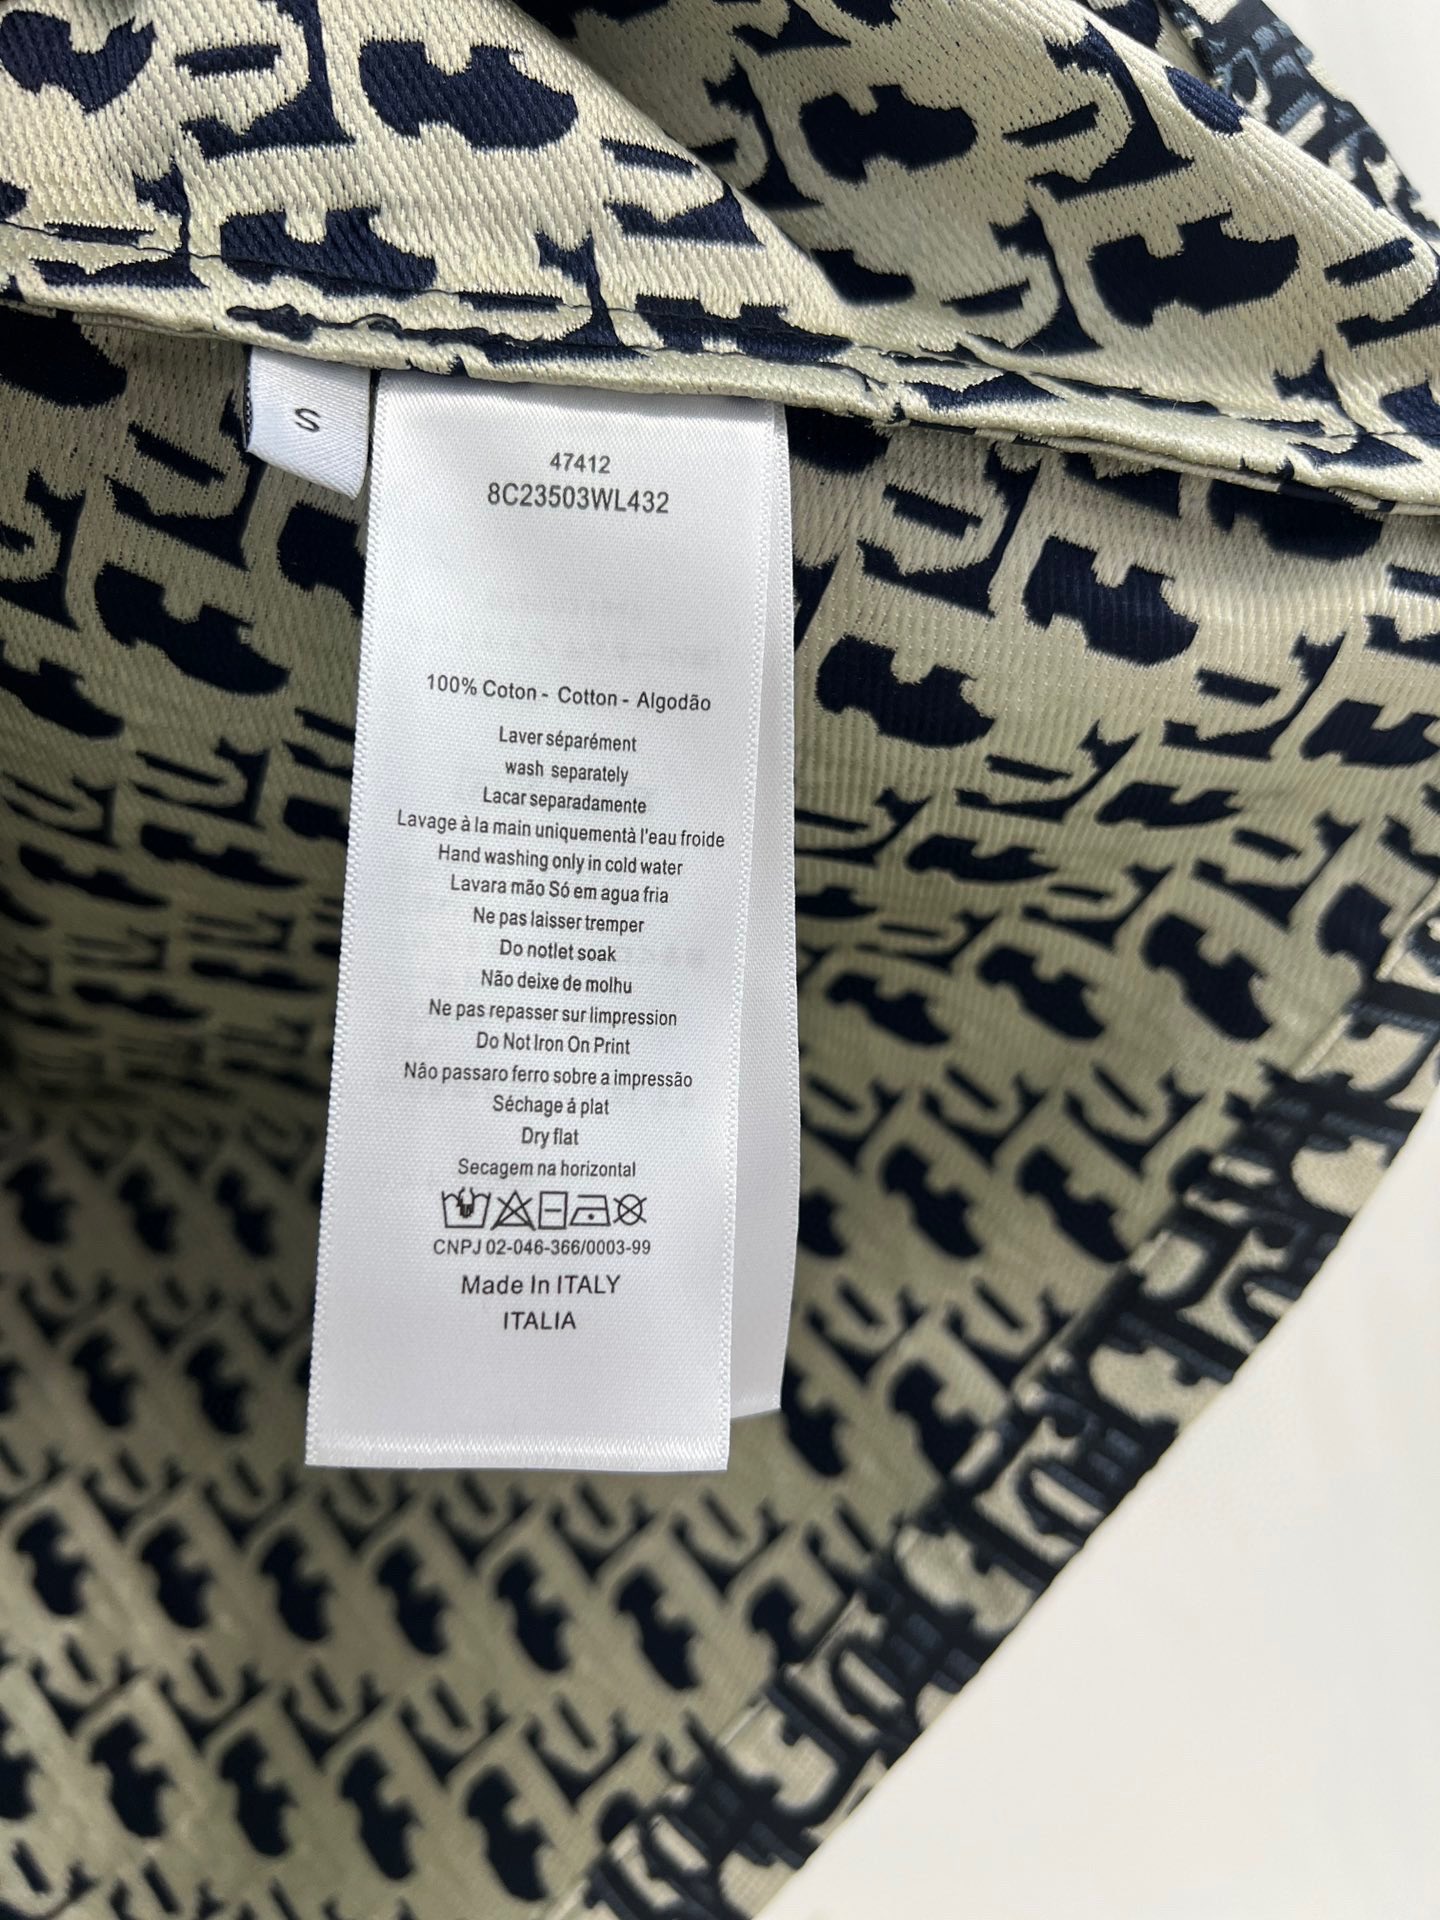 S
47412
8C23503WL432
100% Coton - Cotton - Algodão
Laver séparément
wash separately
Lacar separadamente
Lavage à la main uniquementà l'eau froide
Hand washing only in cold water
Lavara mão Só em agua fria
Ne pas laisser tremper
Do notlet soak
Não deixe de molhu
Ne pas repasser sur limpression
Do Not Iron On Print
Nâo passaro ferro sobre a impressão
Séchage á plat
Dry flat
Secagem na horizontal
CNPJ 02-046-366/0003-99
Made In ITALY
ITALIA